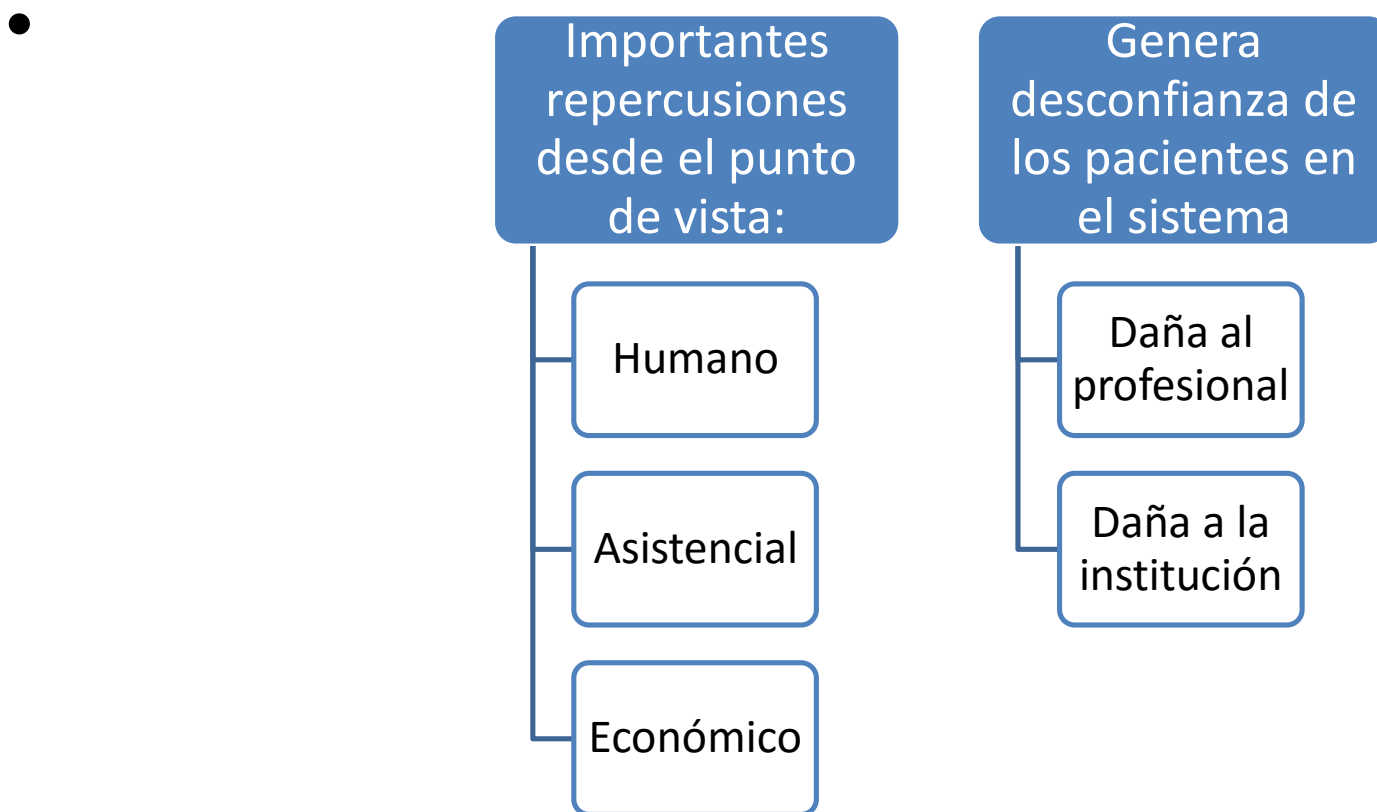 •
Importantes
repercusiones
desde el punto
de vista:
Humano
Asistencial
Económico
Genera
desconfianza de
los pacientes en
el sistema
Daña al
profesional
Daña a la
institución